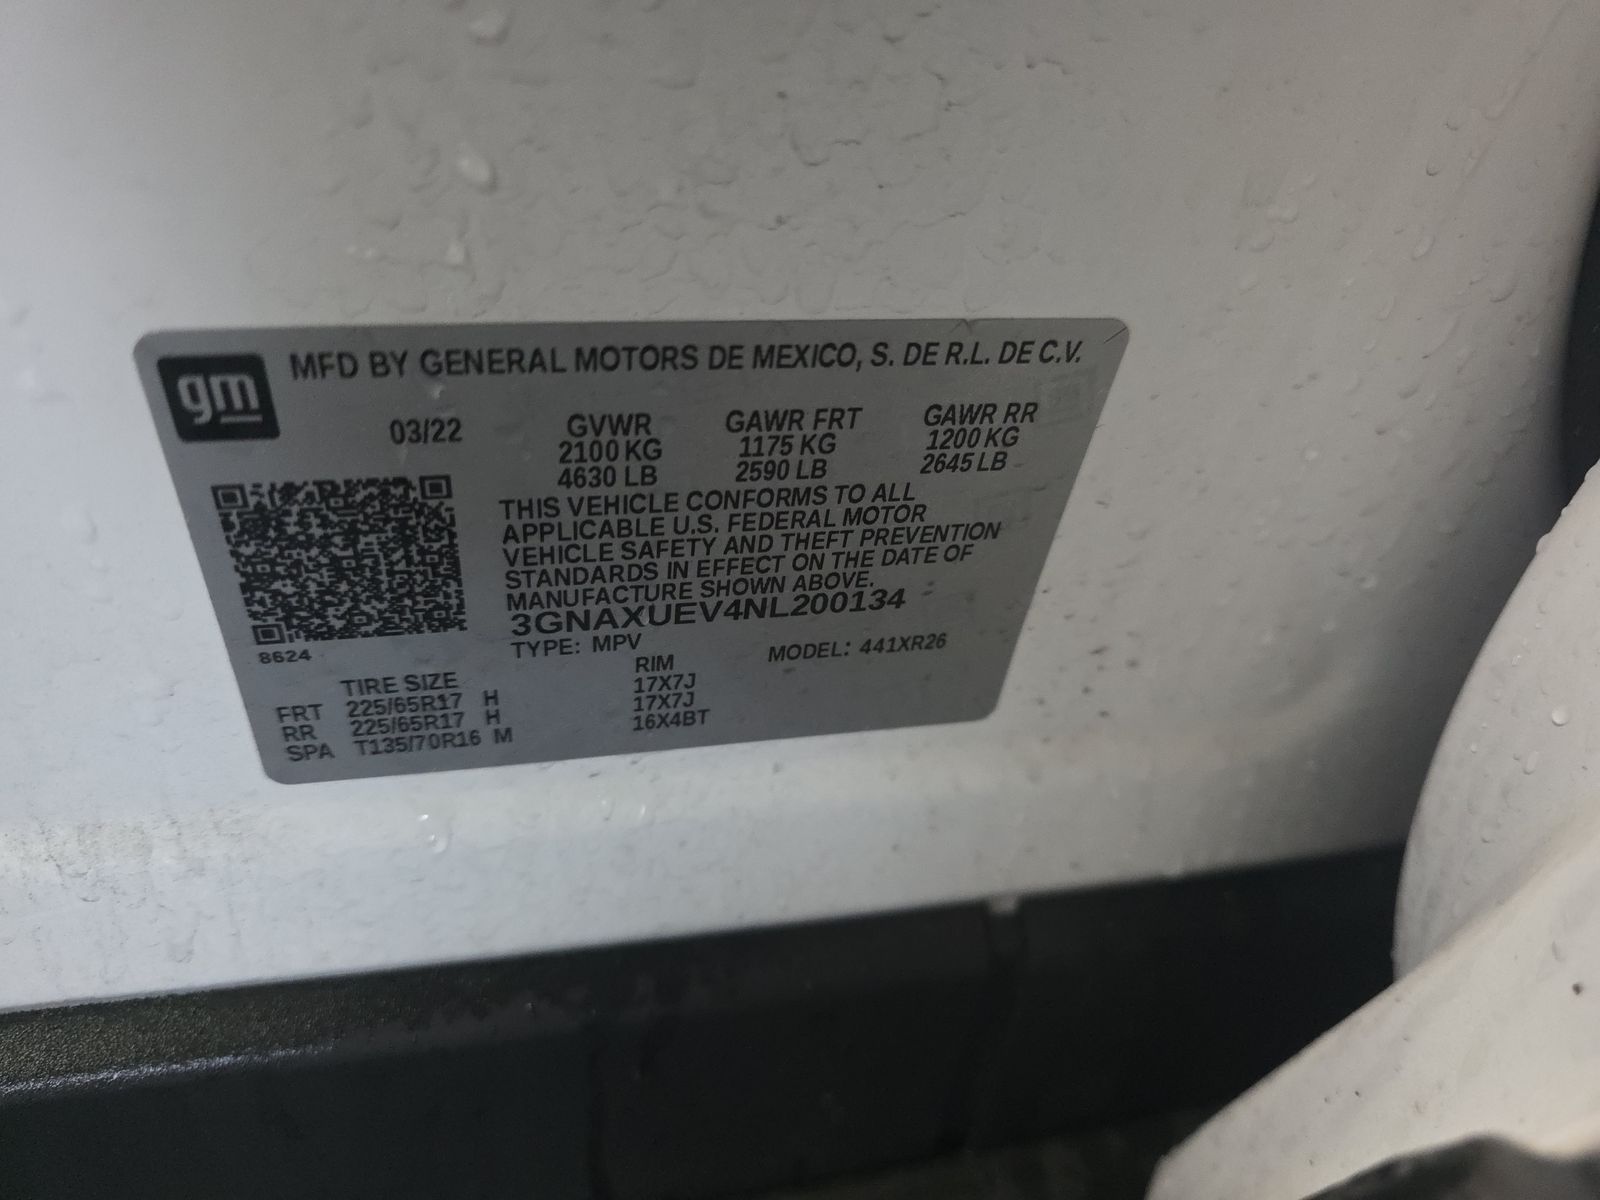 gm
MFD BY GENERAL MOTORS DE MEXICO, S. DE R.L. DE C.V.
03/22 GVWR GAWR FRT GAWR RR
2100 KG 1175 KG 1200 KG
4630 LB 2590 LB 2645 LB
THIS VEHICLE CONFORMS TO ALL
APPLICABLE U.S. FEDERAL MOTOR
VEHICLE SAFETY AND THEFT PREVENTION
STANDARDS IN EFFECT ON THE DATE OF
MANUFACTURE SHOWN ABOVE.
3GNAXUEV4NL200134
8624
TYPE: MPV MODEL: 441XR26
TIRE SIZE RIM
FRT 225/65R17 H 17X7J
RR 225/65R17 H 17X7J
SPA T135/70R16 M 16X4BT